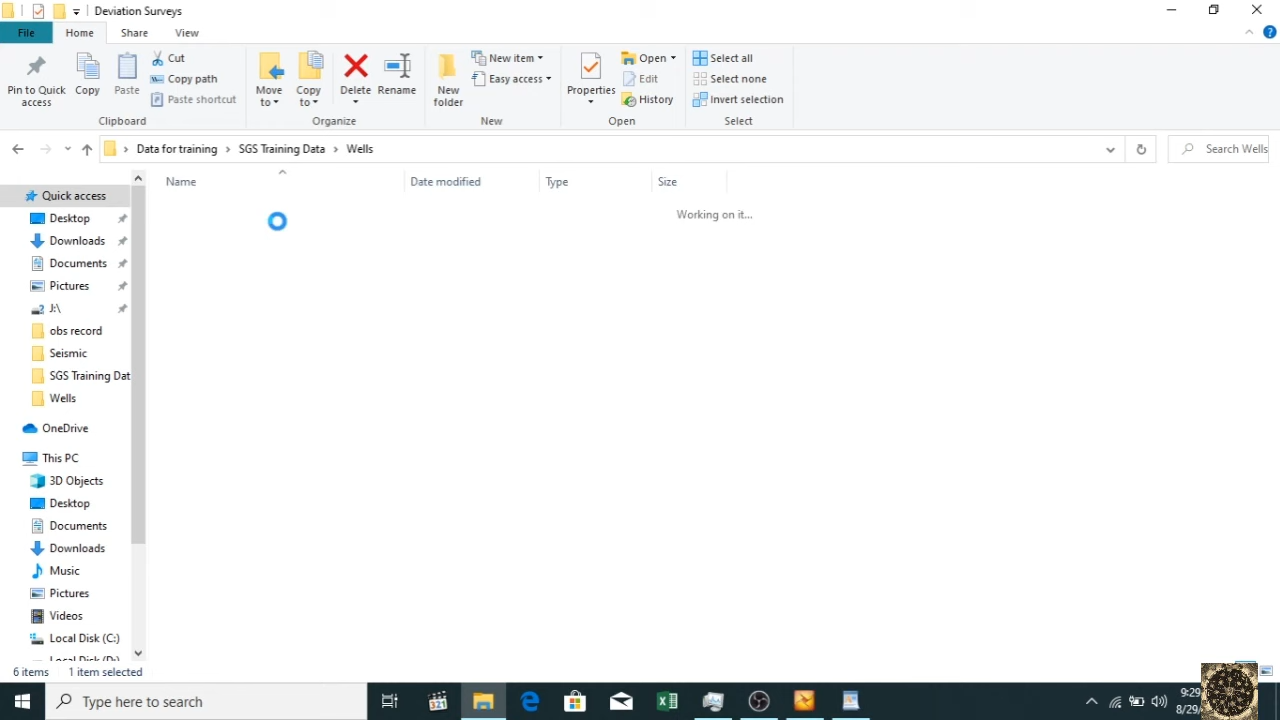 Deviation Surveys
File Home Share View
Pin to Quick access
Copy
Paste
Cut
Copy path
Paste shortcut
Move to
Copy to
Delete
Rename
New folder
New item
Easy access
Properties
Open
Edit
History
Select all
Select none
Invert selection
Clipboard Organize New Open Select
Data for training > SGS Training Data > Wells
Search Wells
Name Date modified Type Size
Working on it...
Quick access
Desktop
Downloads
Documents
Pictures
J:\
obs record
Seismic
SGS Training Dat
Wells
OneDrive
This PC
3D Objects
Desktop
Documents
Downloads
Music
Pictures
Videos
Local Disk (C:)
Local Disk (D:)
6 items 1 item selected
Type here to search
321
9:29
8/29/